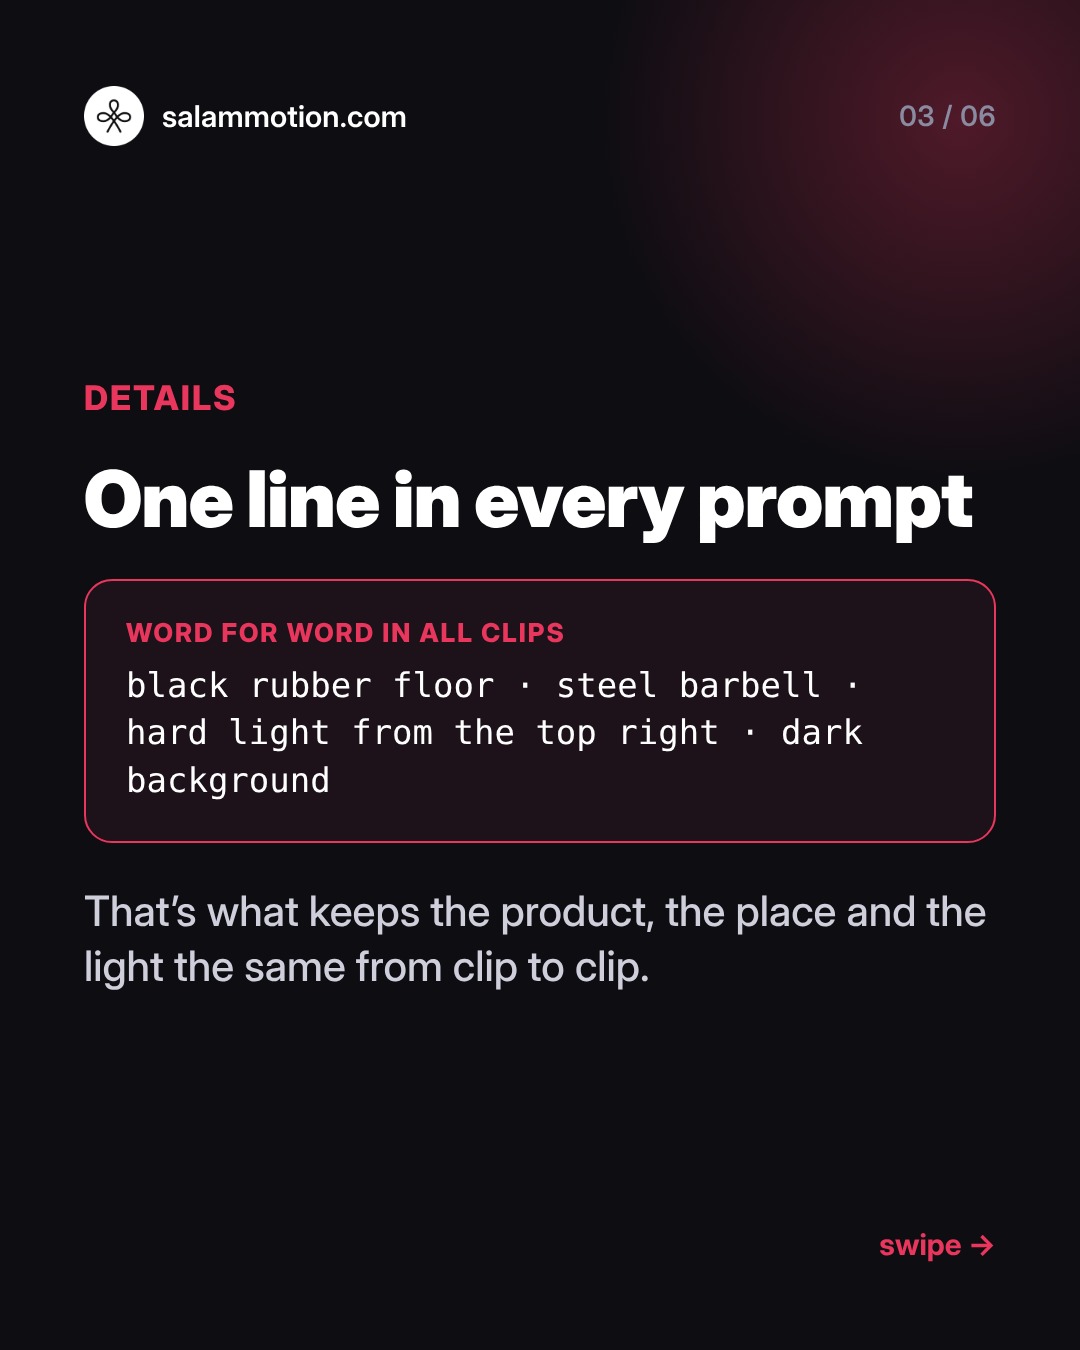 salammotion.com
03 / 06
DETAILS
One line in every prompt
WORD FOR WORD IN ALL CLIPS
black rubber floor · steel barbell ·
hard light from the top right · dark
background
That’s what keeps the product, the place and the
light the same from clip to clip.
swipe →